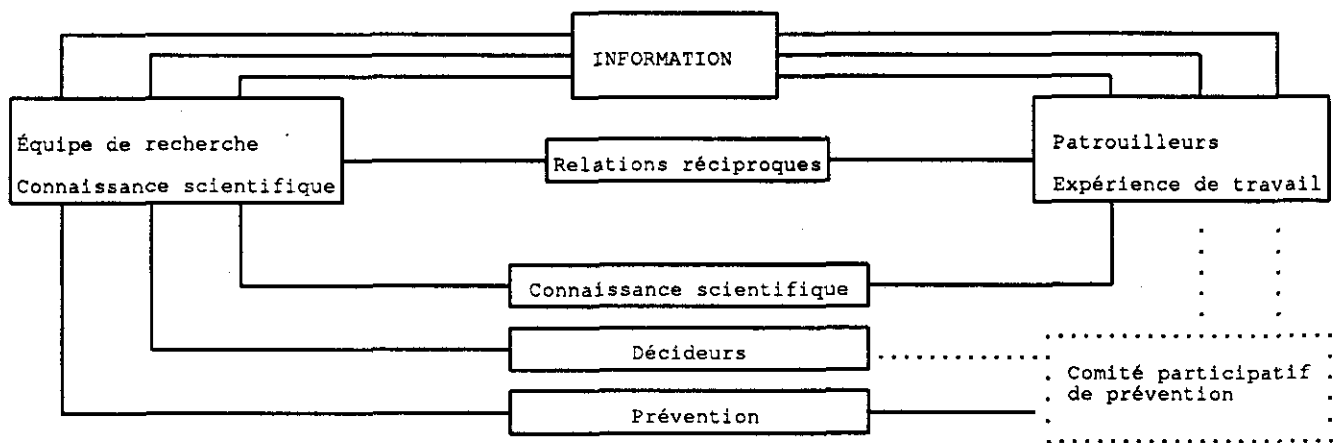 INFORMATION
Équipe de recherche
Connaissance scientifique
Relations réciproques
Patrouilleurs
Expérience de travail
Connaissance scientifique
Décideurs
Prévention
Comité participatif
de prévention